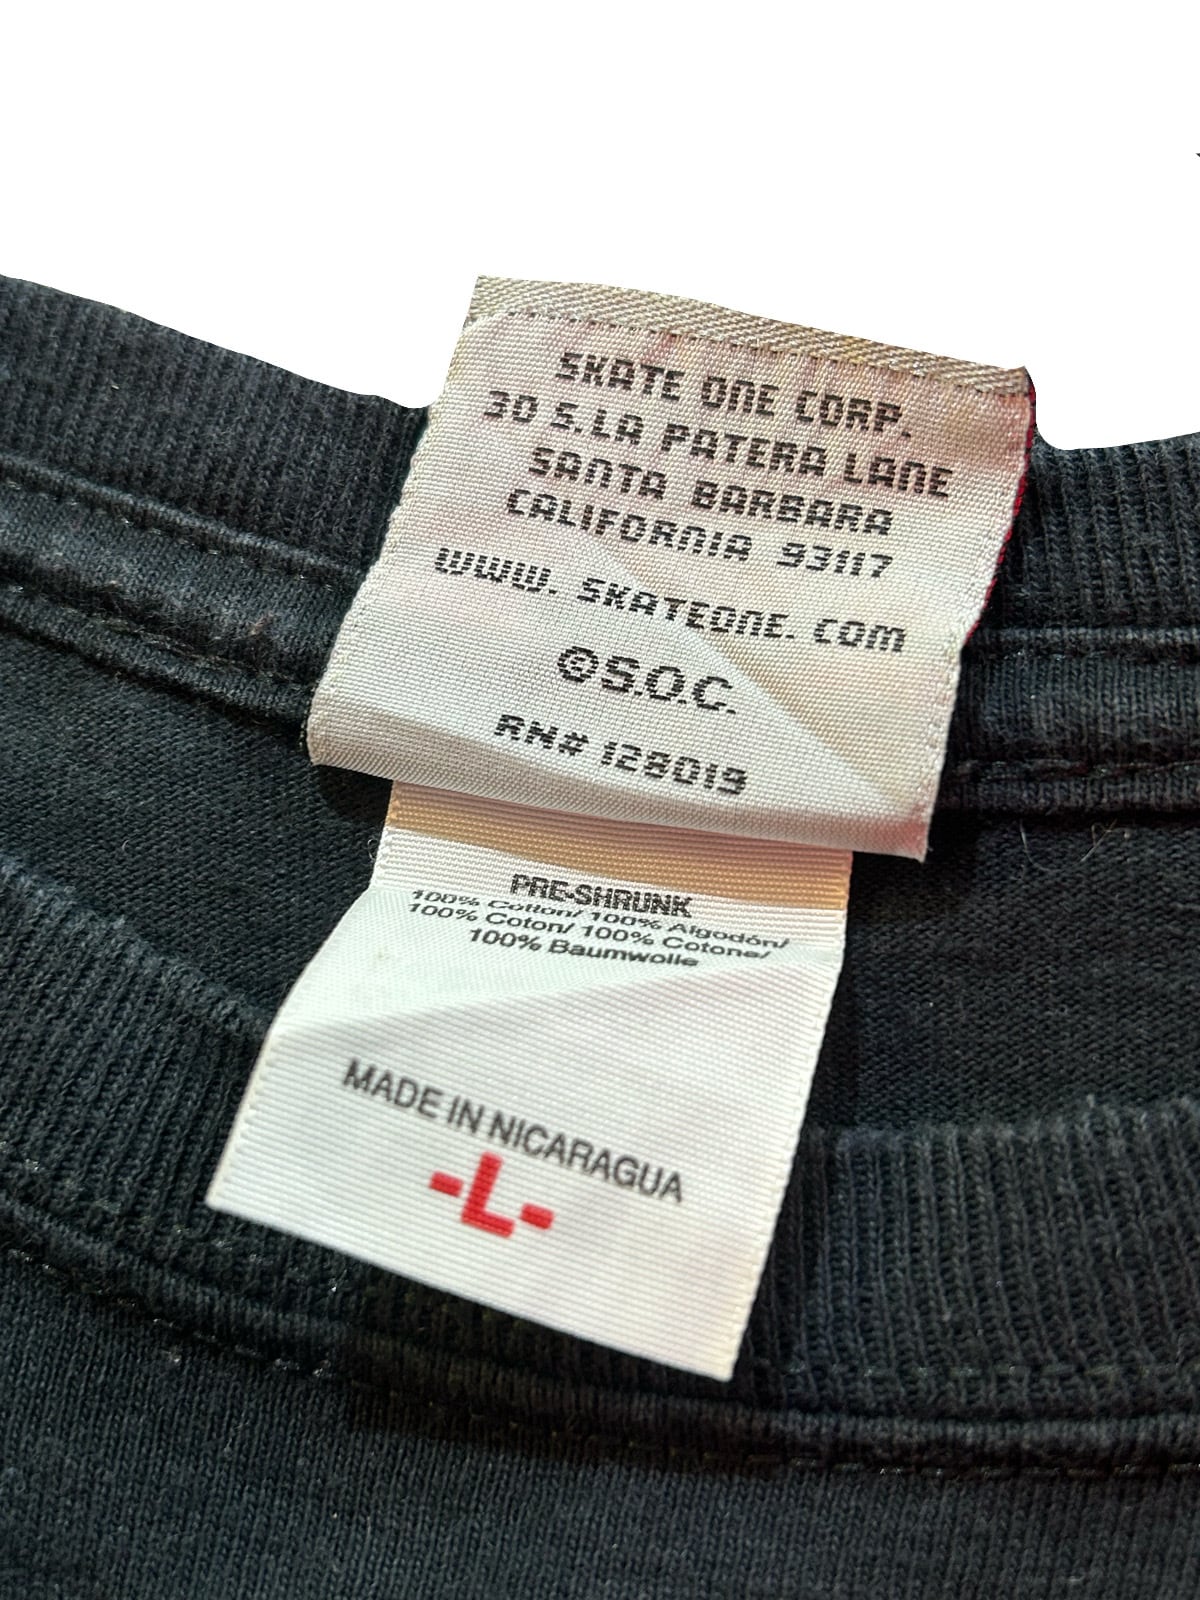 SKATE ONE CORP.
30 S. LA PATERA LANE
SANTA BARBARA
CALIFORNIA 93117
WWW. SKATEONE. COM
©S.O.C.
RN# 128019
PRE-SHRUNK
100% Cotton/ 100% Algodón/
100% Coton/ 100% Cotone/
100% Baumwolle
MADE IN NICARAGUA
-L-